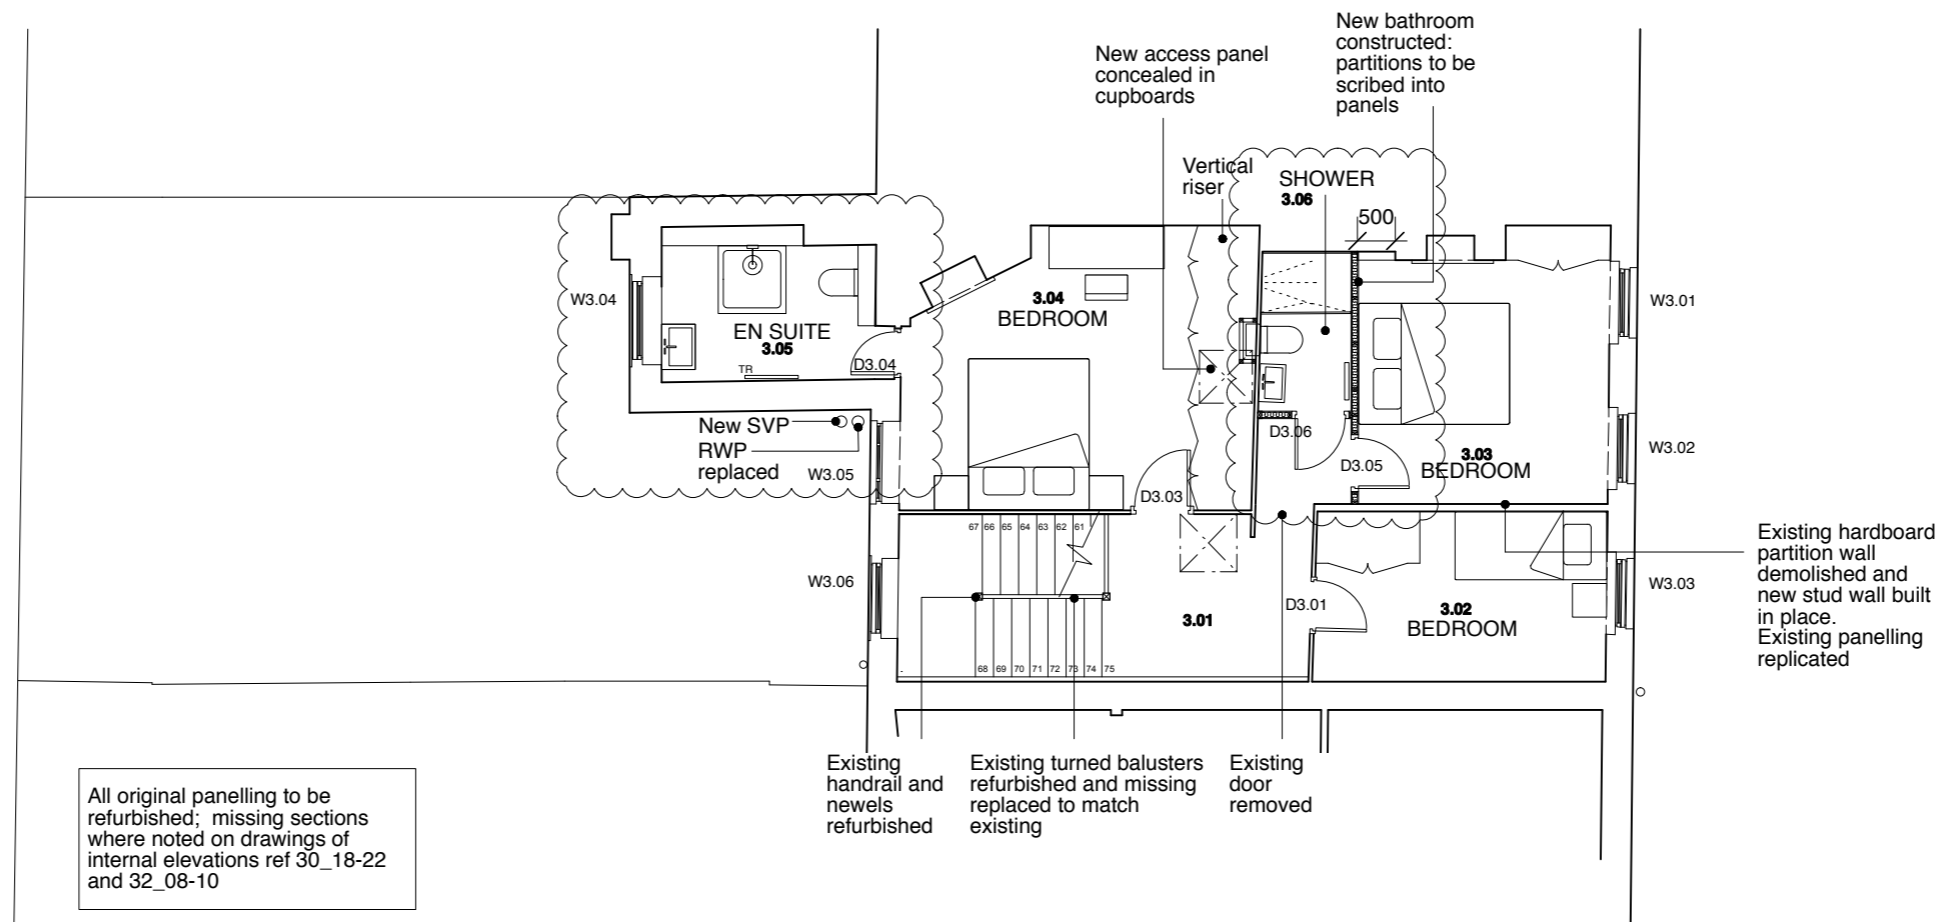 New bathroom
constructed:
partitions to be
scribed into
panels
New access panel
concealed in
cupboards
Vertical
riser
SHOWER
3.06
500
W3.04
EN SUITE
3.05
TR
D3.04
3.04
BEDROOM
W3.01
New SVP
RWP
replaced
W3.05
D3.03
D3.06
D3.05
3.03
BEDROOM
W3.02
67 66 65 64 63 62 61
W3.06
68 69 70 71 72 73 74 75
3.01
D3.01
3.02
BEDROOM
W3.03
Existing hardboard
partition wall
demolished and
new stud wall built
in place.
Existing panelling
replicated
Existing
handrail and
newels
refurbished
Existing turned balusters
refurbished and missing
replaced to match
existing
Existing
door
removed
All original panelling to be
refurbished; missing sections
where noted on drawings of
internal elevations ref 30_18-22
and 32_08-10